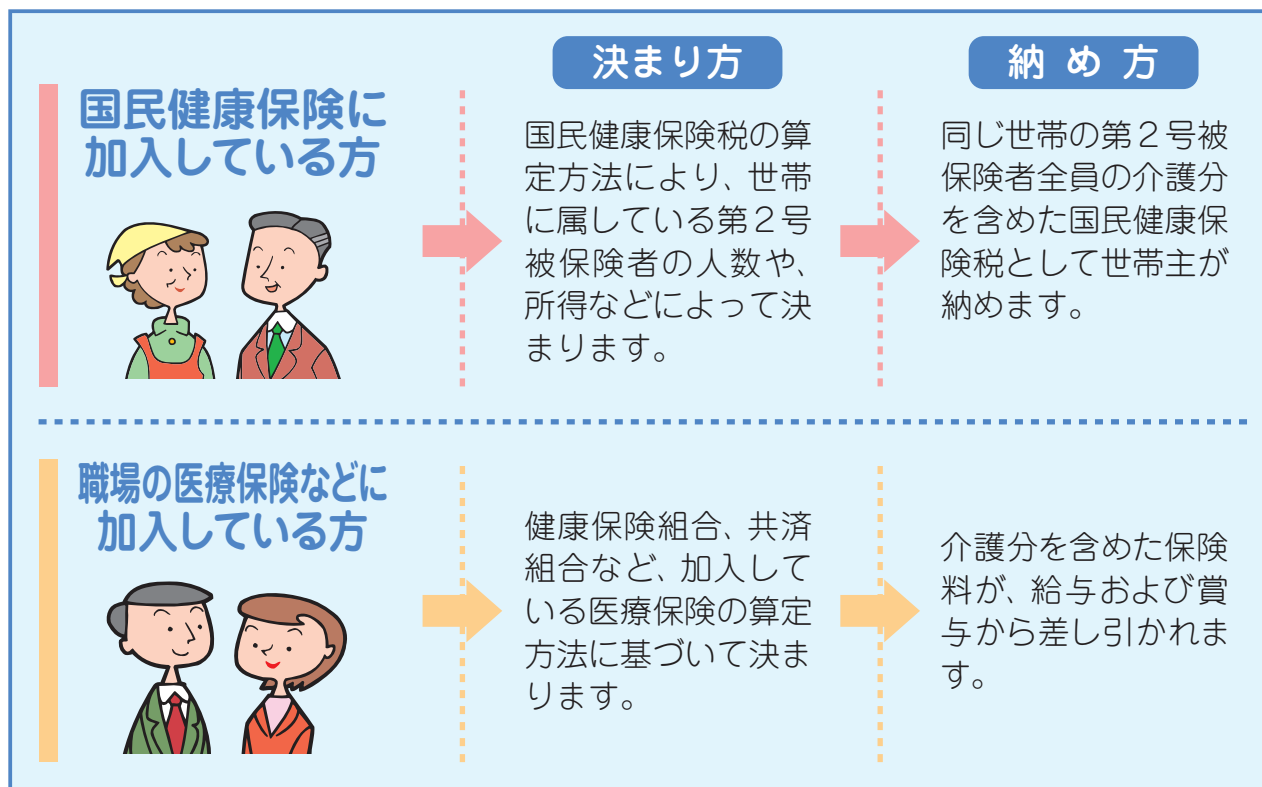 決まり方
納め方
国民健康保険に
加入している方
国民健康保険税の算
定方法により、世帯
に属している第２号
被保険者の人数や、
所得などによって決
まります。
同じ世帯の第２号被
保険者全員の介護分
を含めた国民健康保
険税として世帯主が
納めます。
職場の医療保険などに
加入している方
健康保険組合、共済
組合など、加入して
いる医療保険の算定
方法に基づいて決ま
ります。
介護分を含めた保険
料が、給与および賞
与から差し引かれま
す。